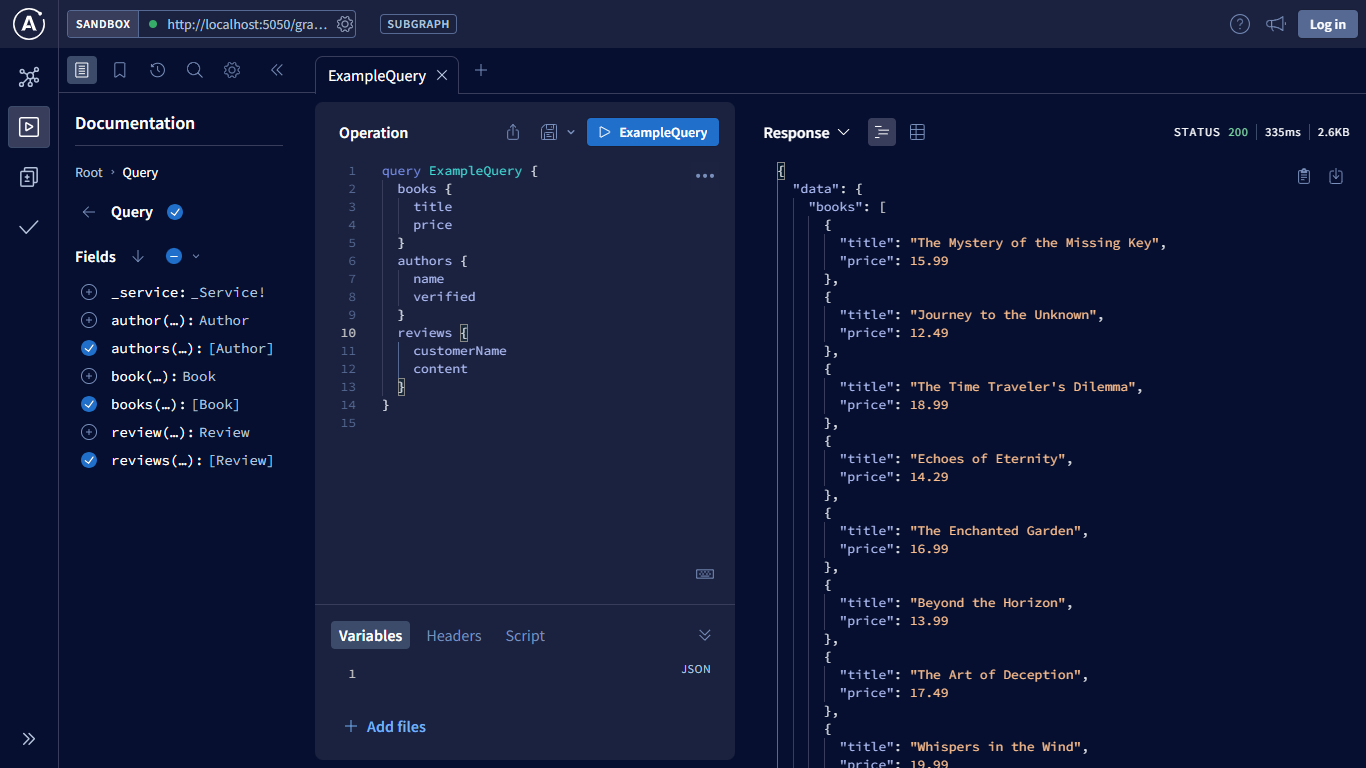 SANDBOX
http://localhost:5050/gra...
SUBGRAPH
Log in
ExampleQuery
Documentation
Root › Query
Query
Fields
_service: _Service!
author(…): Author
authors(…): [Author]
book(…): Book
books(…): [Book]
review(…): Review
reviews(…): [Review]
Operation
ExampleQuery
1 query ExampleQuery {
2 books {
3 title
4 price
5 }
6 authors {
7 name
8 verified
9 }
10 reviews {
11 customerName
12 content
13 }
14 }
15
Variables
Headers
Script
1
JSON
Add files
Response
STATUS 200
335ms
2.6KB
{
"data": {
"books": [
{
"title": "The Mystery of the Missing Key",
"price": 15.99
},
{
"title": "Journey to the Unknown",
"price": 12.49
},
{
"title": "The Time Traveler's Dilemma",
"price": 18.99
},
{
"title": "Echoes of Eternity",
"price": 14.29
},
{
"title": "The Enchanted Garden",
"price": 16.99
},
{
"title": "Beyond the Horizon",
"price": 13.99
},
{
"title": "The Art of Deception",
"price": 17.49
},
{
"title": "Whispers in the Wind",
"price": 19.99